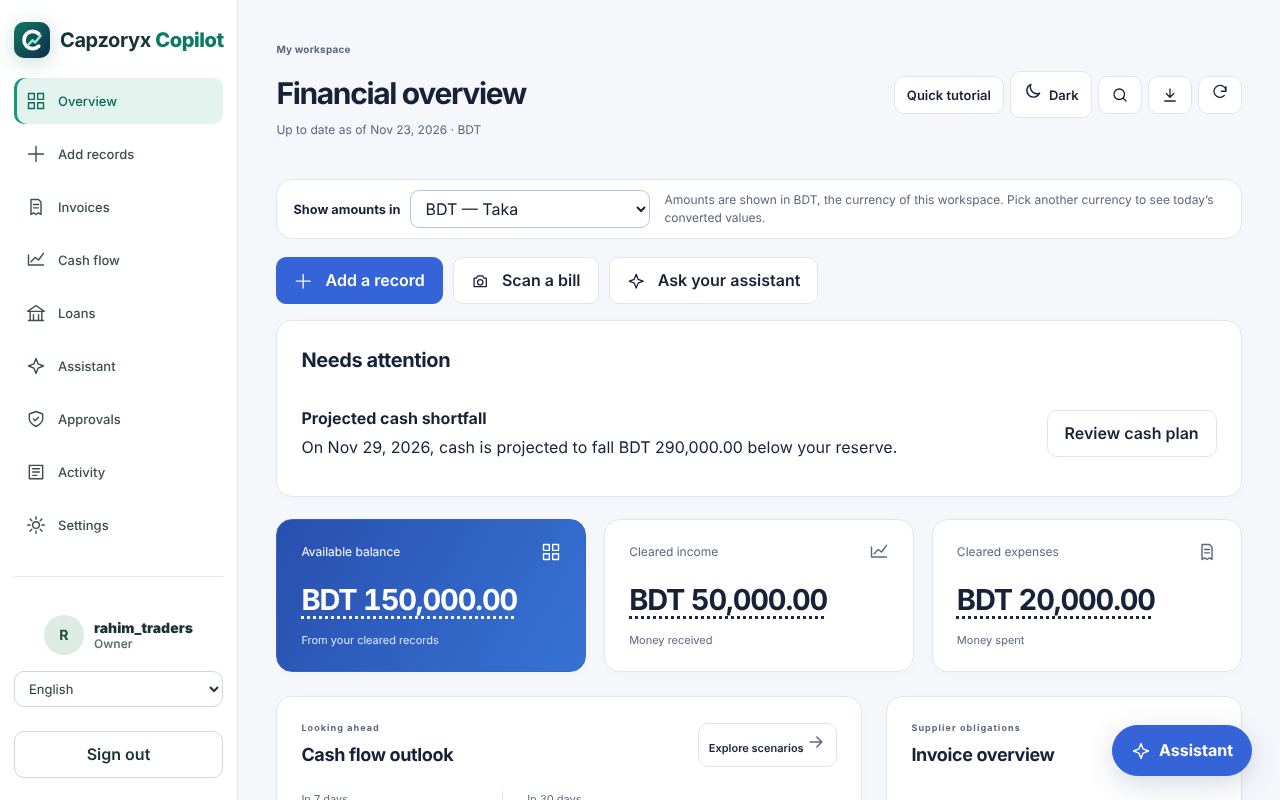 Capzoryx Copilot
Overview
Add records
Invoices
Cash flow
Loans
Assistant
Approvals
Activity
Settings
R
rahim_traders
Owner
English
Sign out
My workspace
Financial overview
Up to date as of Nov 23, 2026 · BDT
Quick tutorial
Dark
Show amounts in
BDT — Taka
Amounts are shown in BDT, the currency of this workspace. Pick another currency to see today’s
converted values.
Add a record
Scan a bill
Ask your assistant
Needs attention
Projected cash shortfall
On Nov 29, 2026, cash is projected to fall BDT 290,000.00 below your reserve.
Review cash plan
Available balance
BDT 150,000.00
From your cleared records
Cleared income
BDT 50,000.00
Money received
Cleared expenses
BDT 20,000.00
Money spent
Looking ahead
Cash flow outlook
Explore scenarios
In 7 days
In 30 days
Supplier obligations
Invoice overview
Assistant